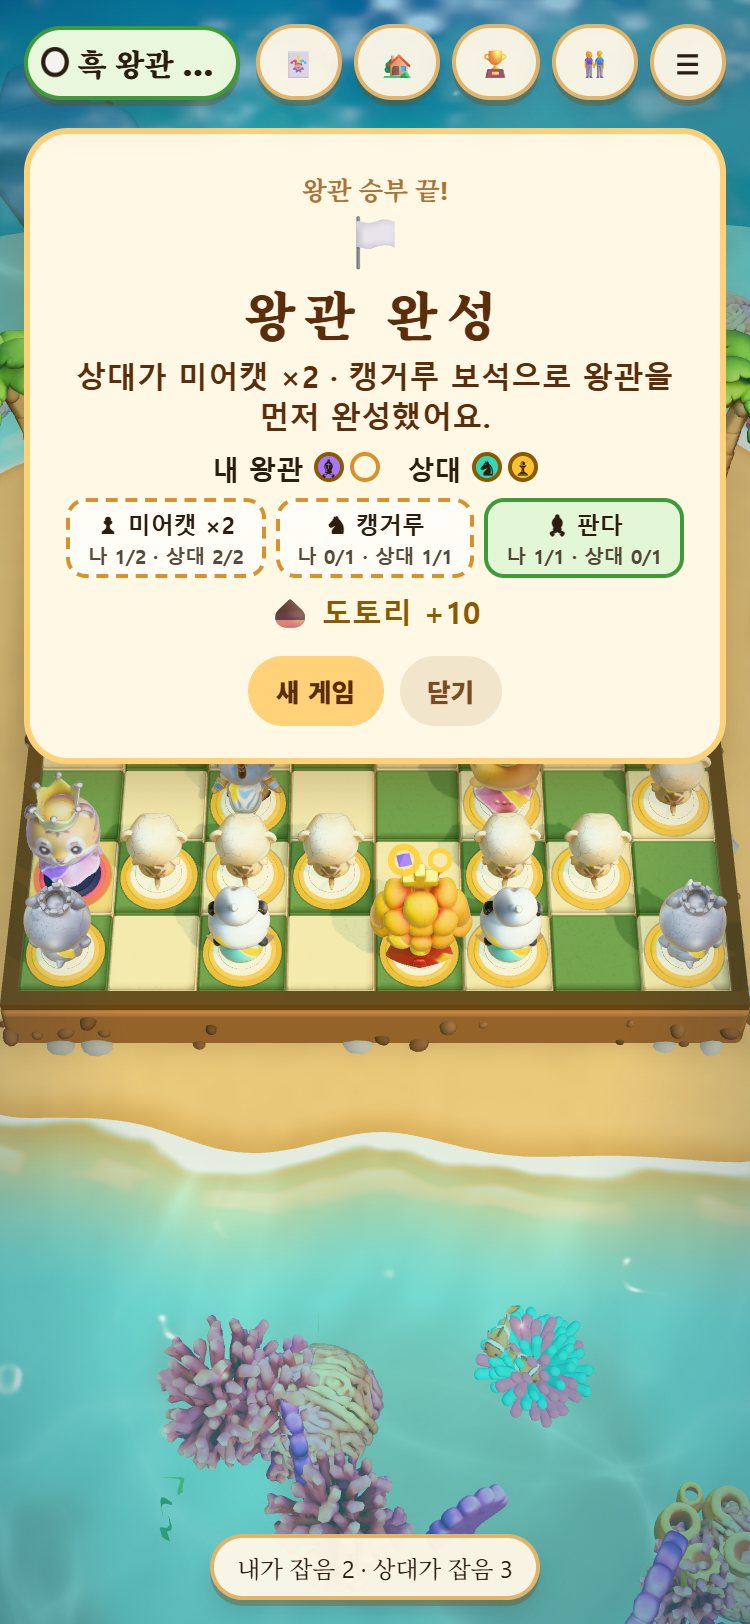 흑 왕관 ...
왕관 승부 끝!
왕관 완성
상대가 미어캣 ×2 · 캥거루 보석으로 왕관을
먼저 완성했어요.
내 왕관 상대
미어캣 ×2
나 1/2 · 상대 2/2
캥거루
나 0/1 · 상대 1/1
판다
나 1/1 · 상대 0/1
도토리 +10
새 게임 닫기
내가 잡음 2 · 상대가 잡음 3